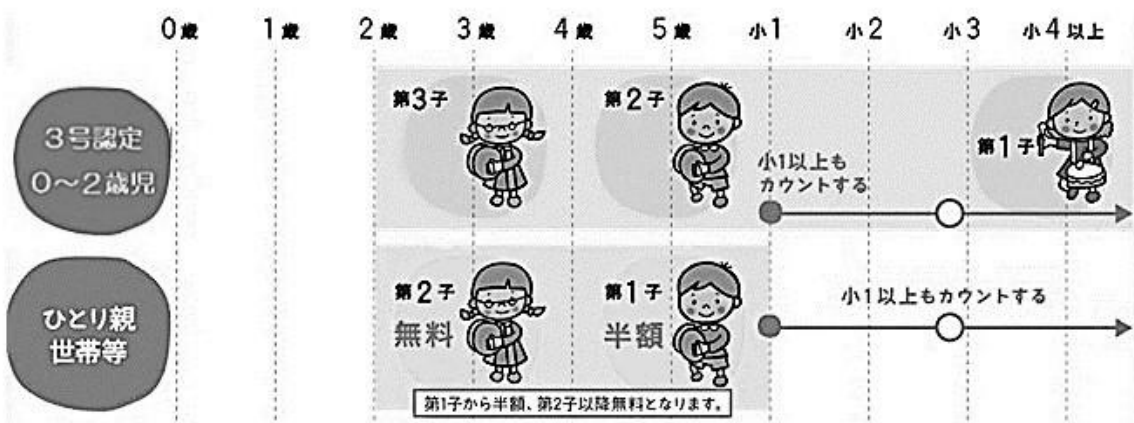 0歳 1歳 2歳 3歳 4歳 5歳 小1 小2 小3 小4以上
3号認定
0〜2歳児
第3子
第2子
第1子
小1以上も
カウントする
ひとり親
世帯等
第2子
無料
第1子
半額
小1以上もカウントする
第1子から半額、第2子以降無料となります。